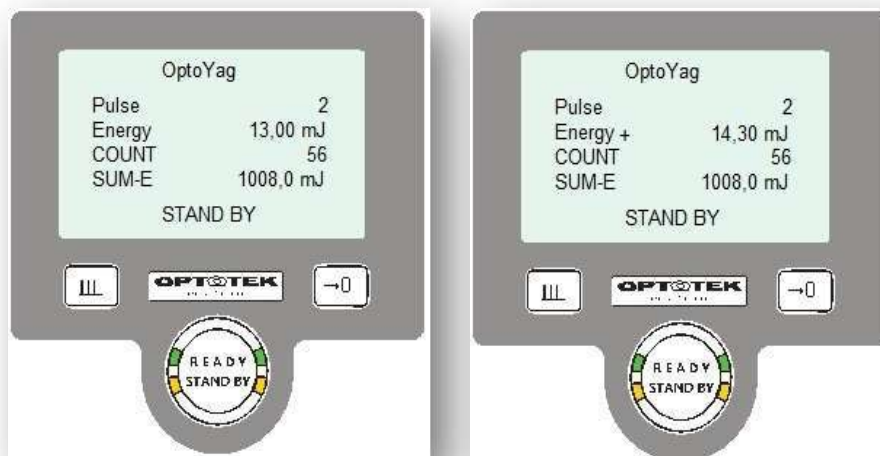 OptoYag
Pulse 2
Energy 13,00 mJ
COUNT 56
SUM-E 1008,0 mJ
STAND BY
→0
OPTOTEK
READY
STAND BY
OptoYag
Pulse 2
Energy + 14,30 mJ
COUNT 56
SUM-E 1008,0 mJ
STAND BY
→0
OPTOTEK
READY
STAND BY